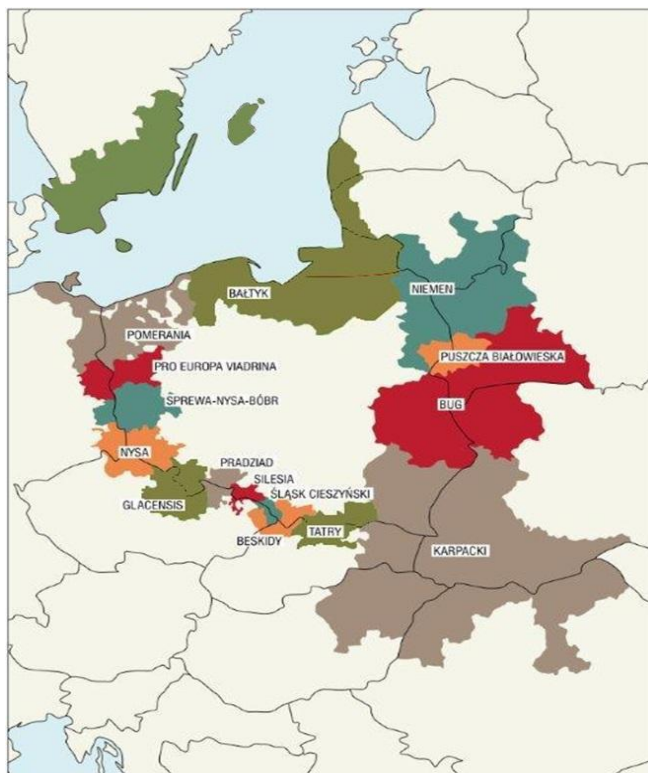 BAŁTYK
NIEMEN
POMERANIA
PUSZCZA BIAŁOWIESKA
PRO EUROPA VIADRINA
SPREWA-NYSA-BÓBR
BUG
NYSA
PRADZIAD
SILESIA
GLACENSIS
ŚLĄSK CIESZYŃSKI
TATRY
BESKIDY
KARPACKI